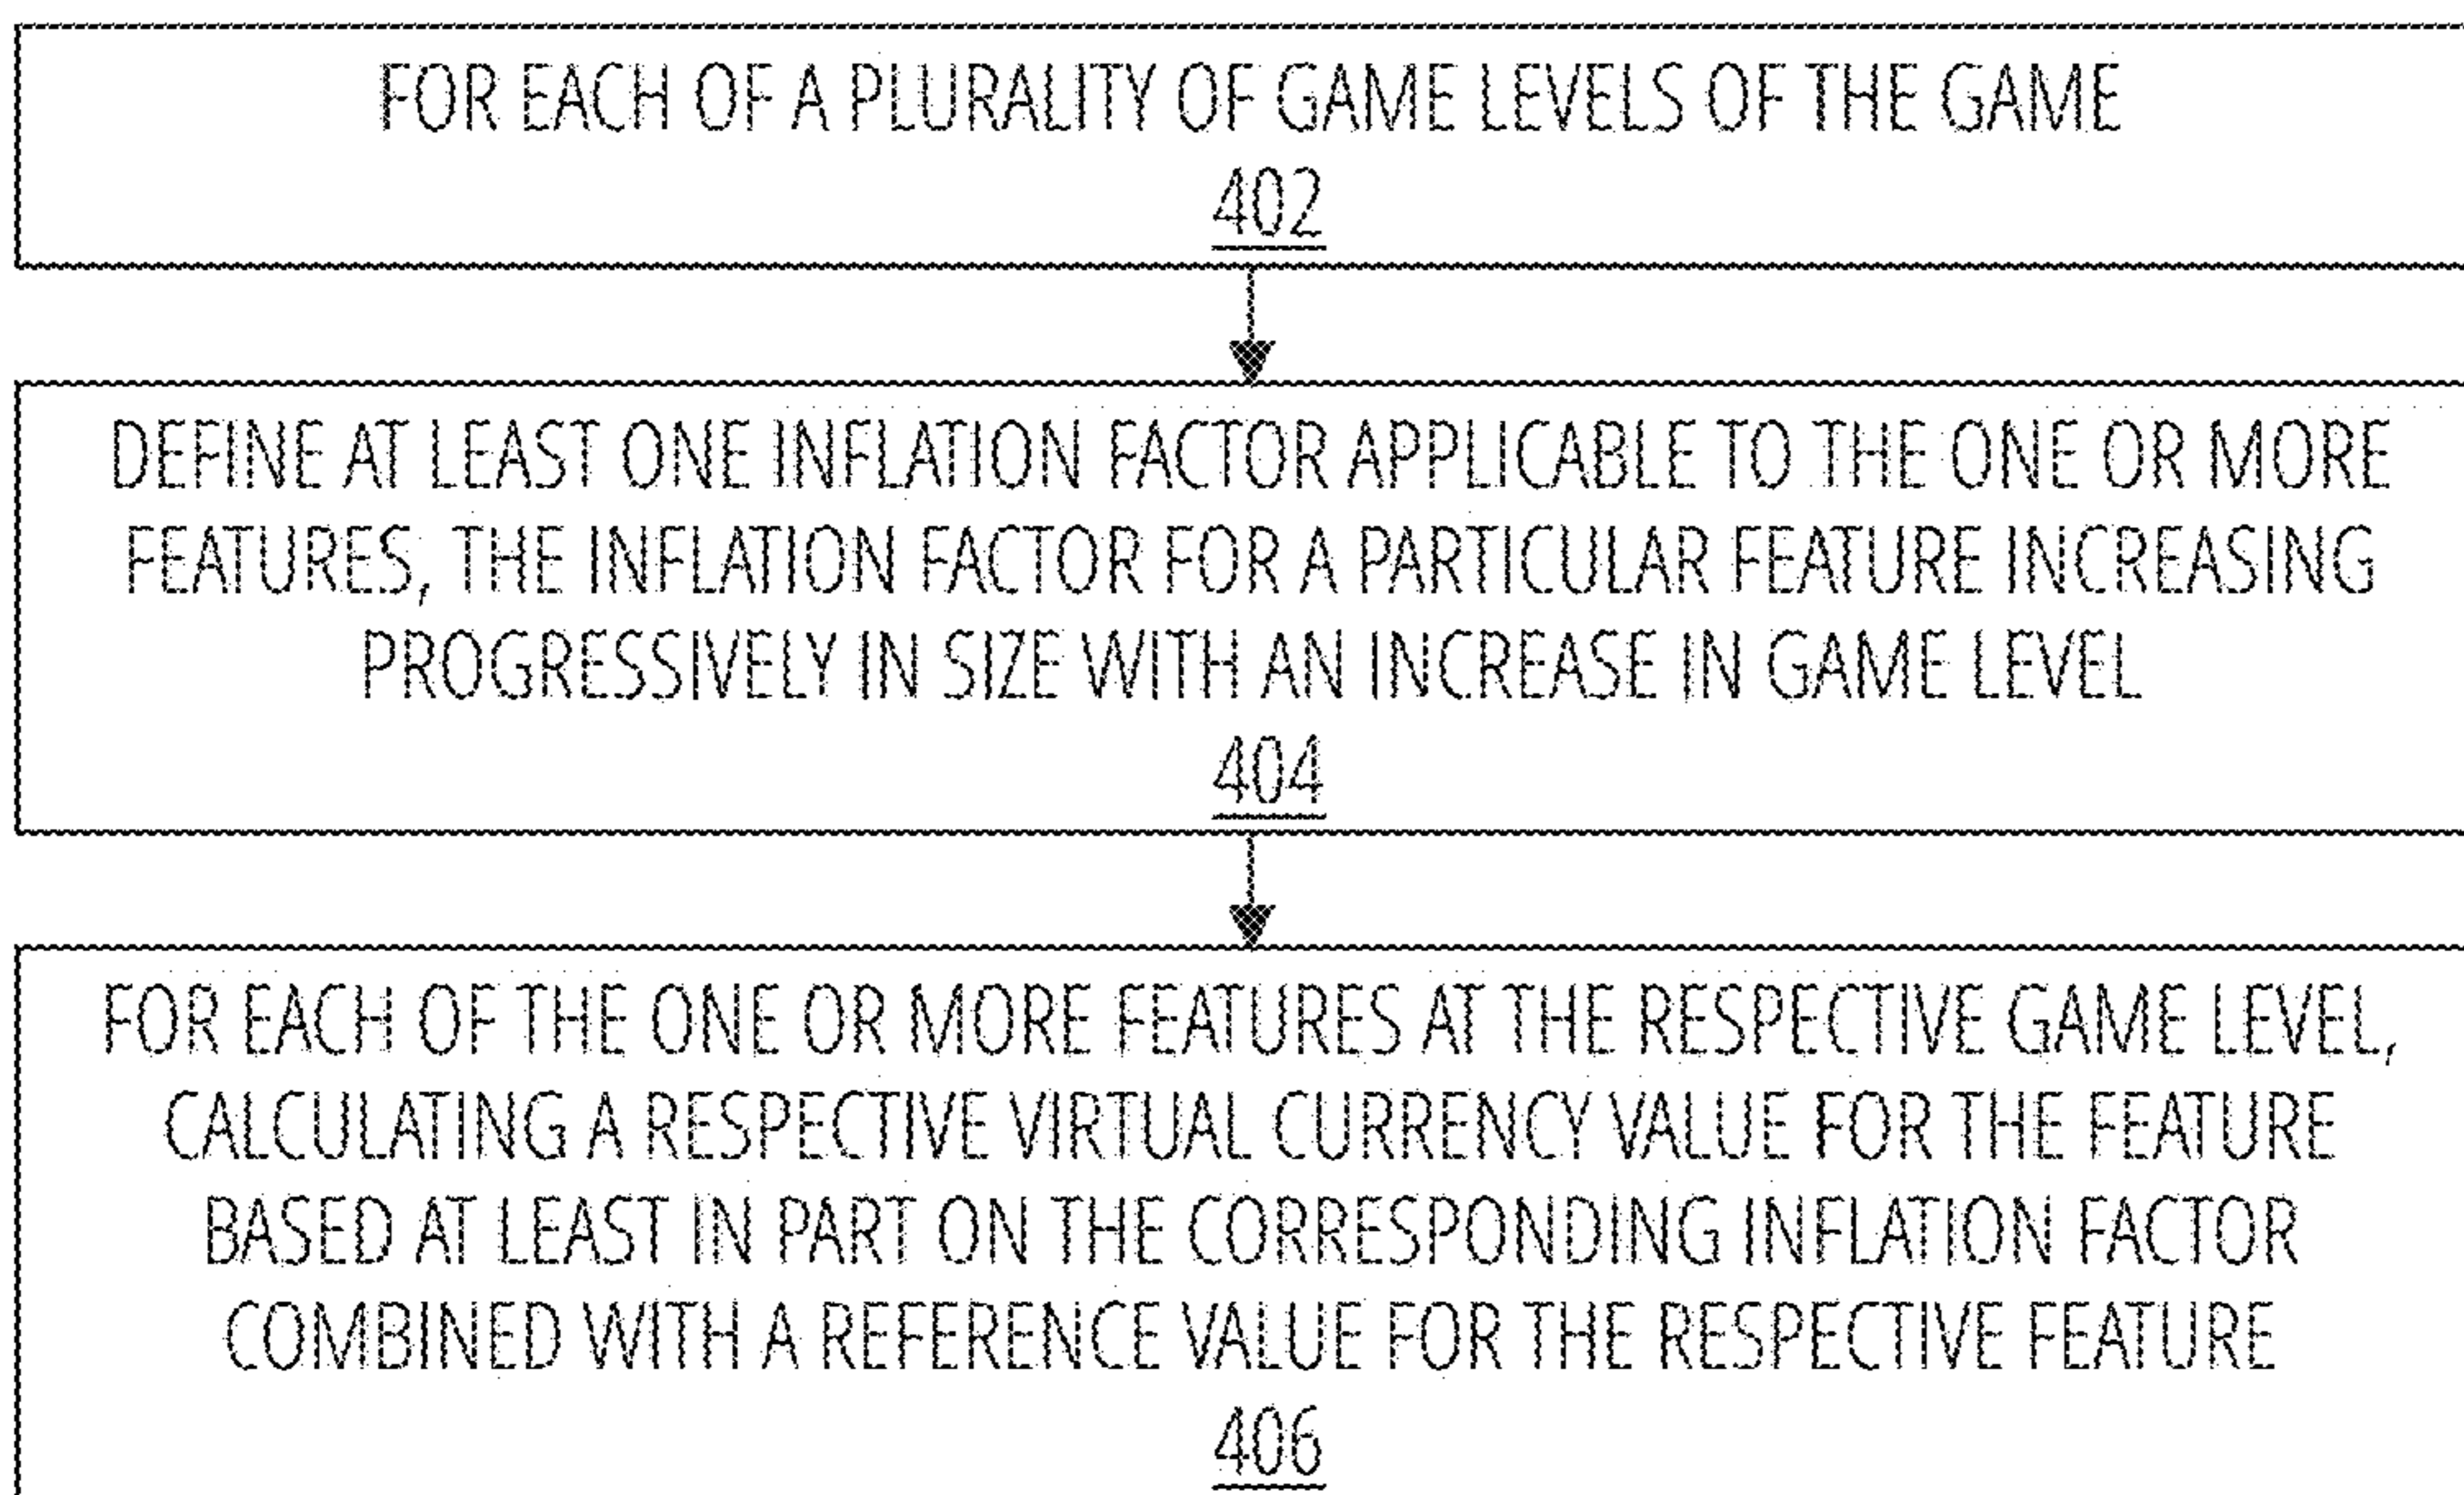 FOR EACH OF A PLURALITY OF GAME LEVELS OF THE GAME
402
DEFINE AT LEAST ONE INFLATION FACTOR APPLICABLE TO THE ONE OR MORE
FEATURES, THE INFLATION FACTOR FOR A PARTICULAR FEATURE INCREASING
PROGRESSIVELY IN SIZE WITH AN INCREASE IN GAME LEVEL
404
FOR EACH OF THE ONE OR MORE FEATURES AT THE RESPECTIVE GAME LEVEL,
CALCULATING A RESPECTIVE VIRTUAL CURRENCY VALUE FOR THE FEATURE
BASED AT LEAST IN PART ON THE CORRESPONDING INFLATION FACTOR
COMBINED WITH A REFERENCE VALUE FOR THE RESPECTIVE FEATURE
406